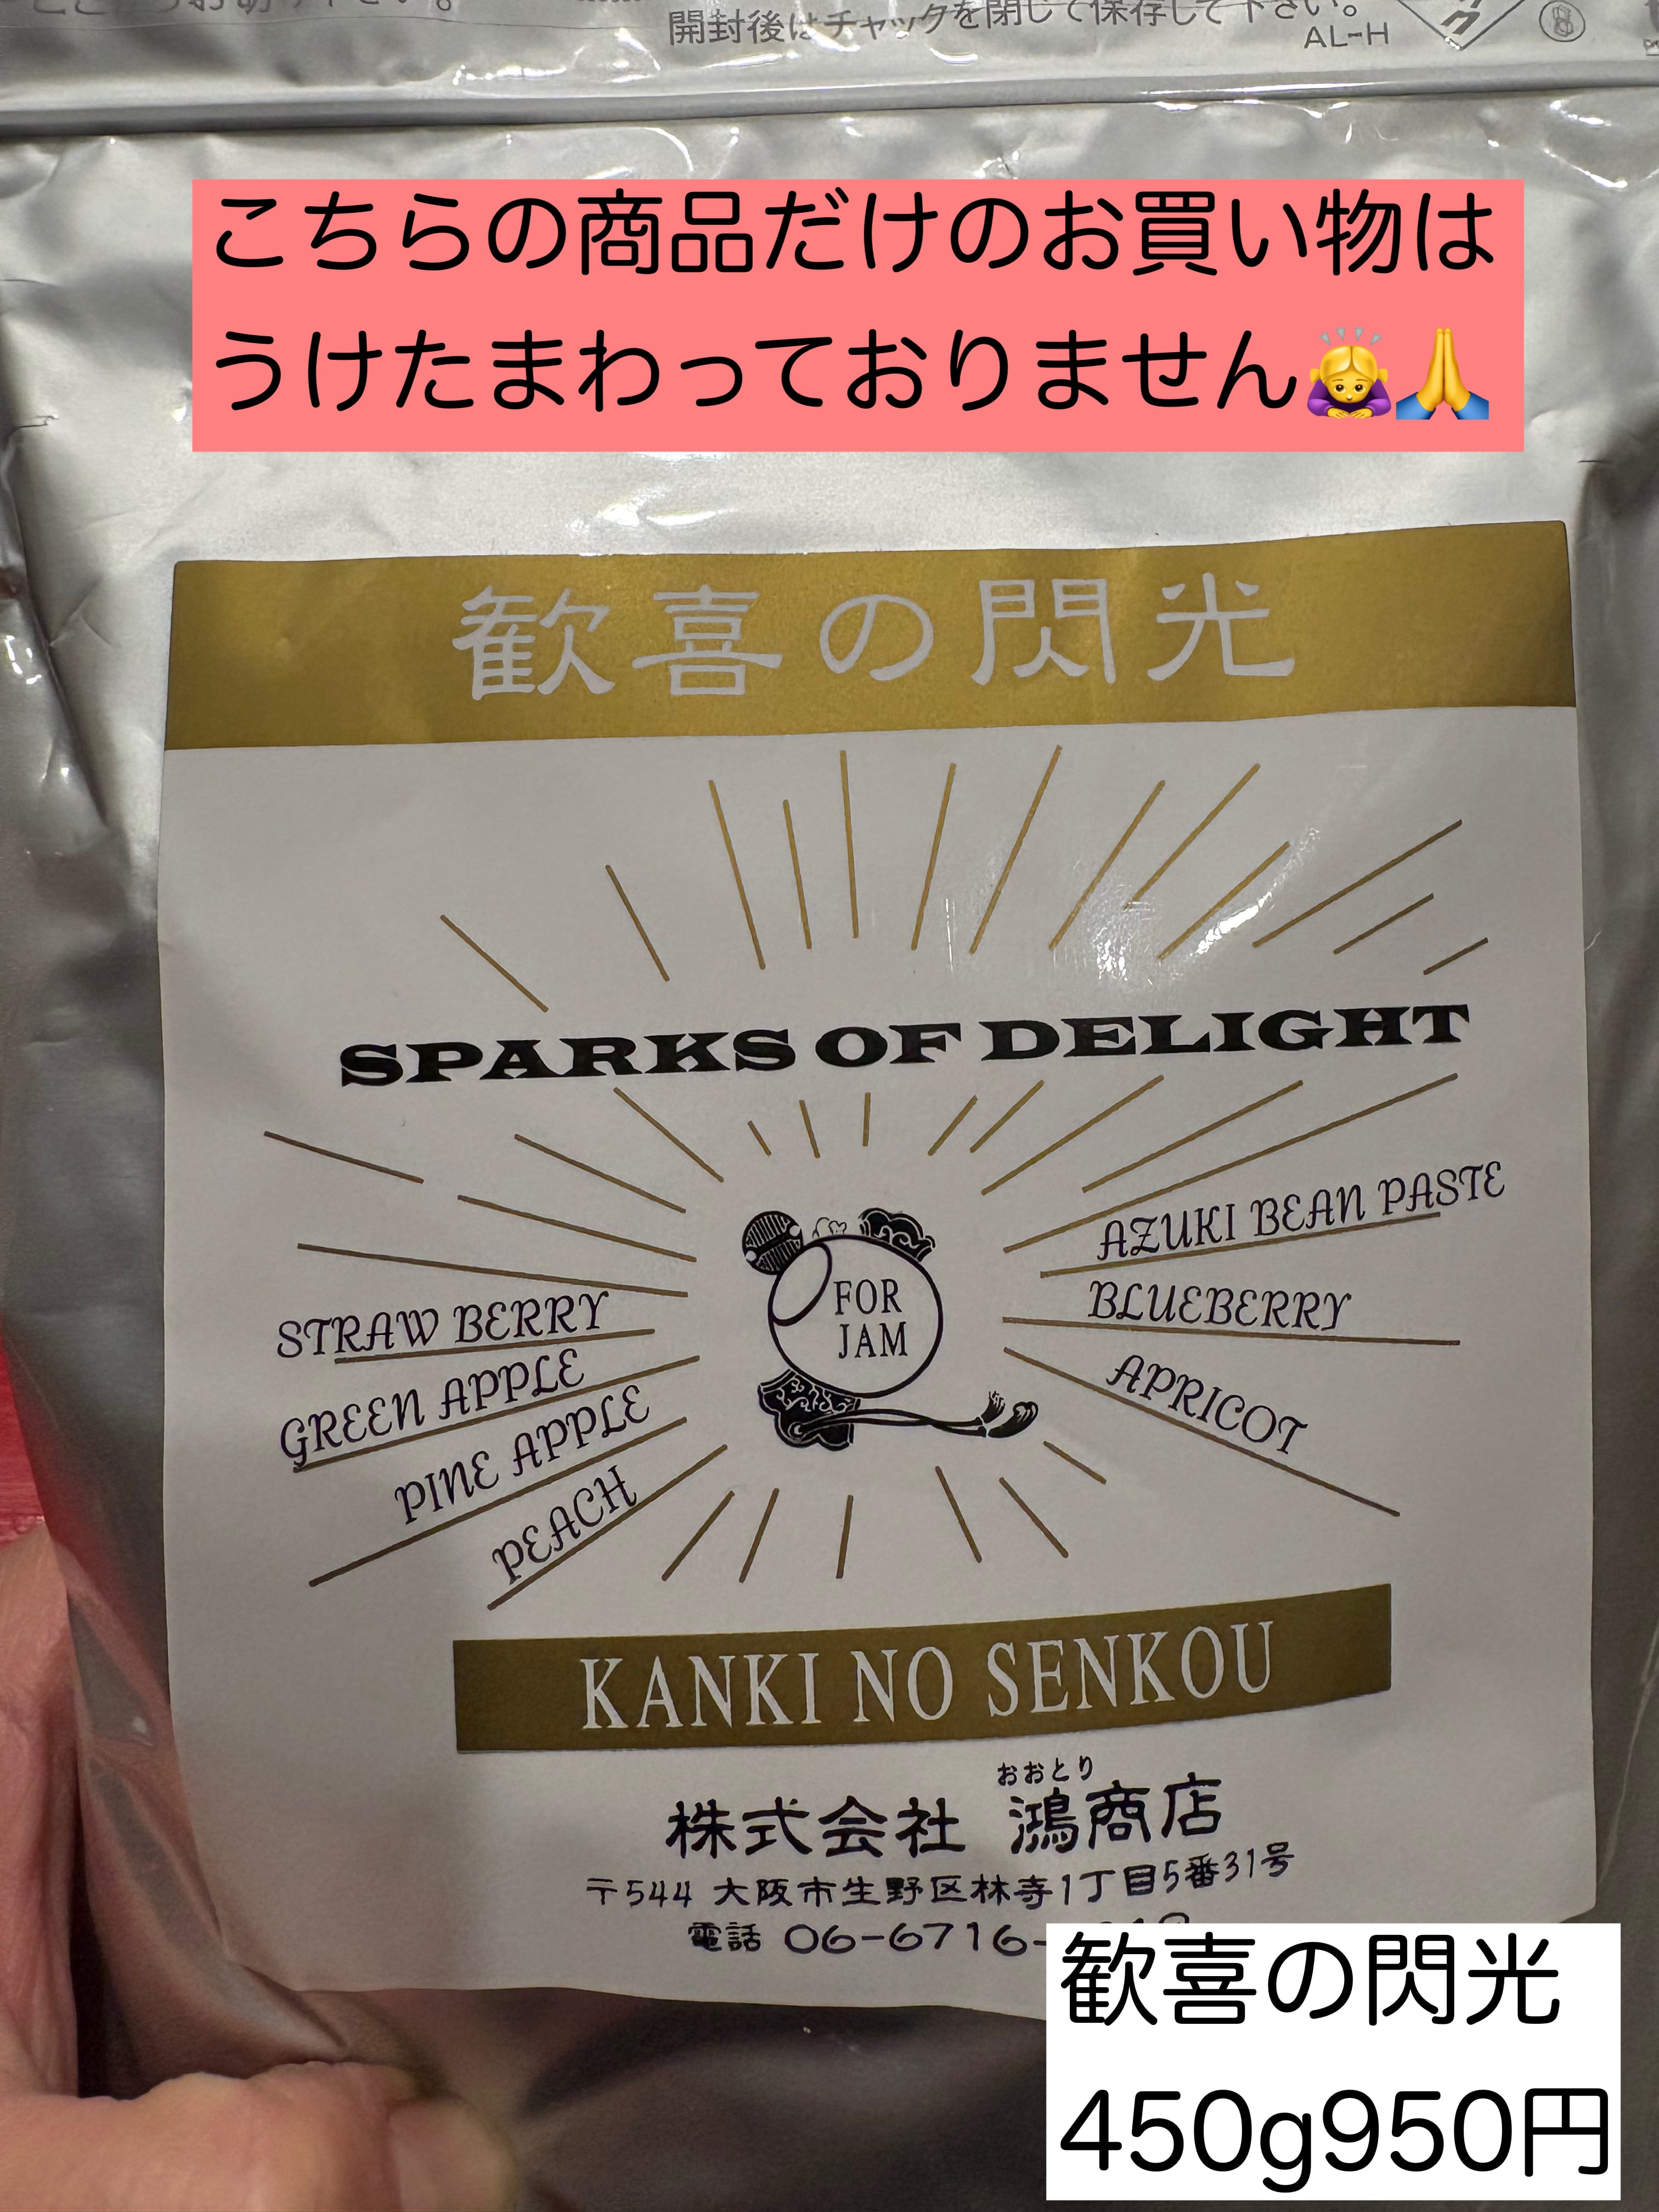 開封後はチャックを閉じて保存して下さい。
AL-H
こちらの商品だけのお買い物は
うけたまわっておりません🙇‍♀️🙏
歓喜の閃光
SPARKS OF DELIGHT
AZUKI BEAN PASTE
BLUEBERRY
APRICOT
FOR
JAM
STRAW BERRY
GREEN APPLE
PINE APPLE
PEACH
KANKI NO SENKOU
おおとり
株式会社 鴻商店
〒544 大阪市生野区林寺1丁目5番31号
電話 06-6716-
歓喜の閃光
450g950円